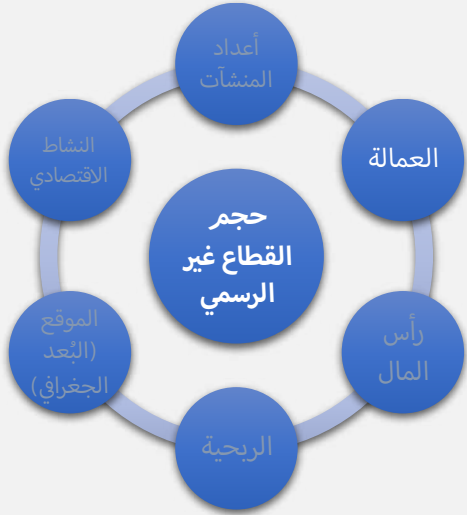 أعداد
المنشآت
العمالة
رأس
المال
الربحية
الموقع
(البُعد
الجغرافي)
النشاط
الاقتصادي
حجم
القطاع غير
الرسمي